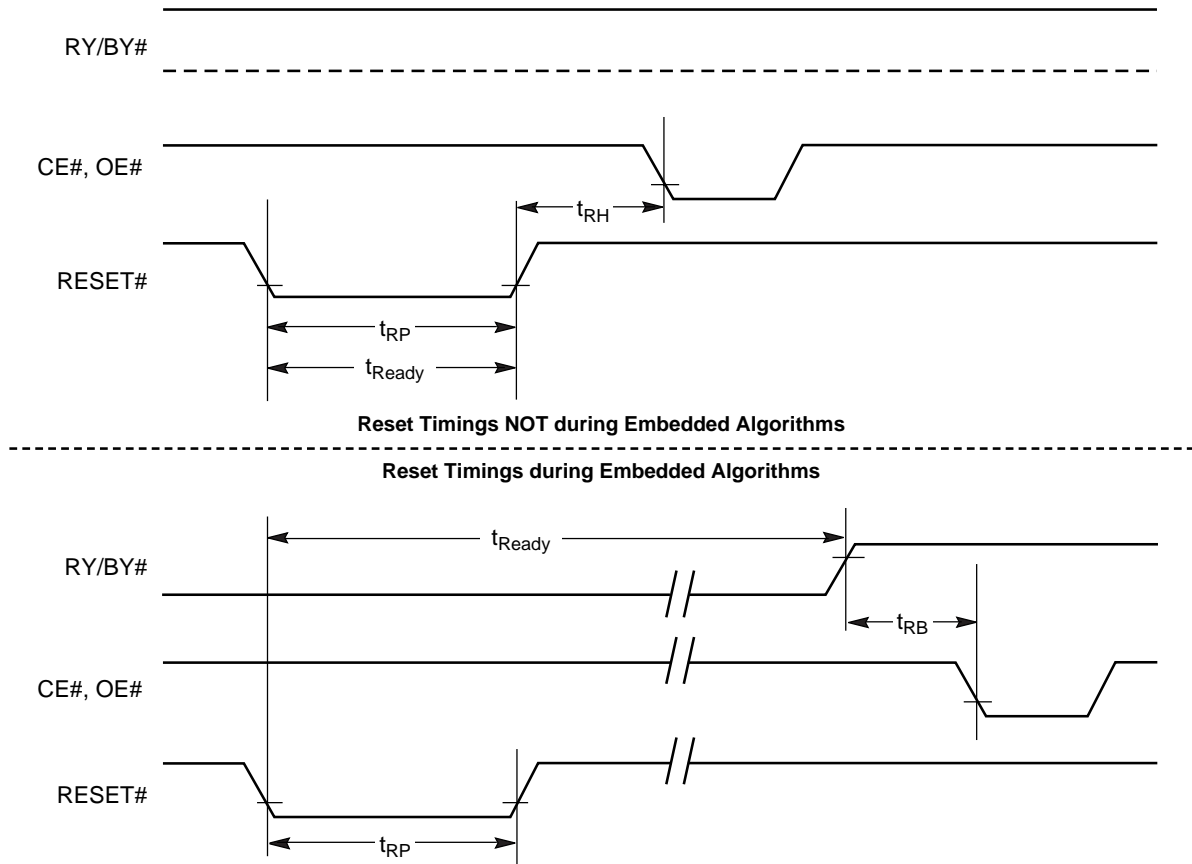 RY/BY#
CE#, OE#
tRH
RESET#
tRP
tReady
Reset Timings NOT during Embedded Algorithms
Reset Timings during Embedded Algorithms
tReady
RY/BY#
tRB
CE#, OE#
RESET#
tRP